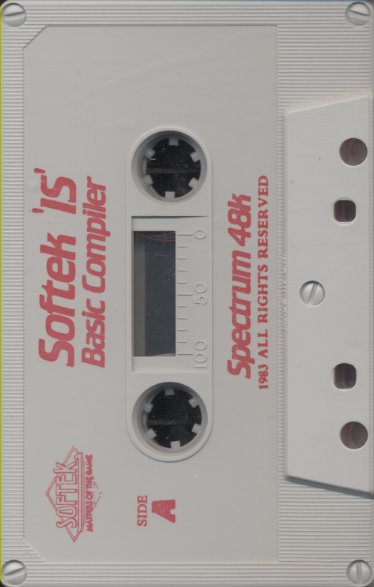 Softek 'IS'
Basic Compiler
SOFTEK
MASTERS OF THE GAME
SIDE
A
0
50
100
Spectrum 48k
1983 ALL RIGHTS RESERVED